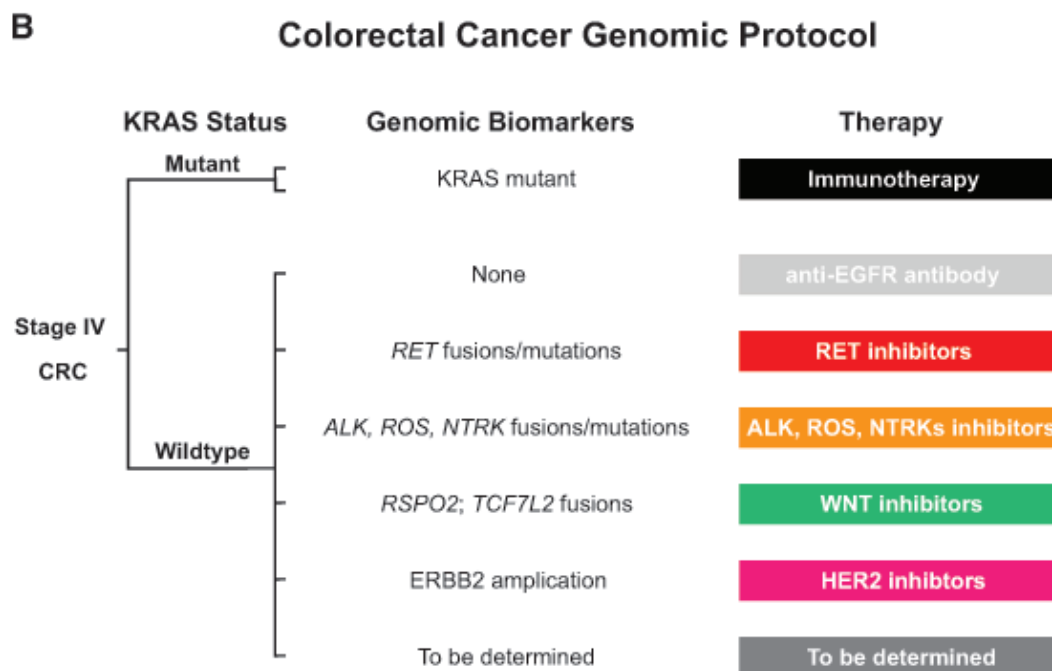 B
Colorectal Cancer Genomic Protocol
KRAS Status Genomic Biomarkers Therapy
Mutant
KRAS mutant Immunotherapy
None anti-EGFR antibody
Stage IV
CRC
RET fusions/mutations RET inhibitors
ALK, ROS, NTRK fusions/mutations ALK, ROS, NTRKs inhibitors
Wildtype
RSPO2; TCF7L2 fusions WNT inhibitors
ERBB2 amplication HER2 inhibtors
To be determined To be determined